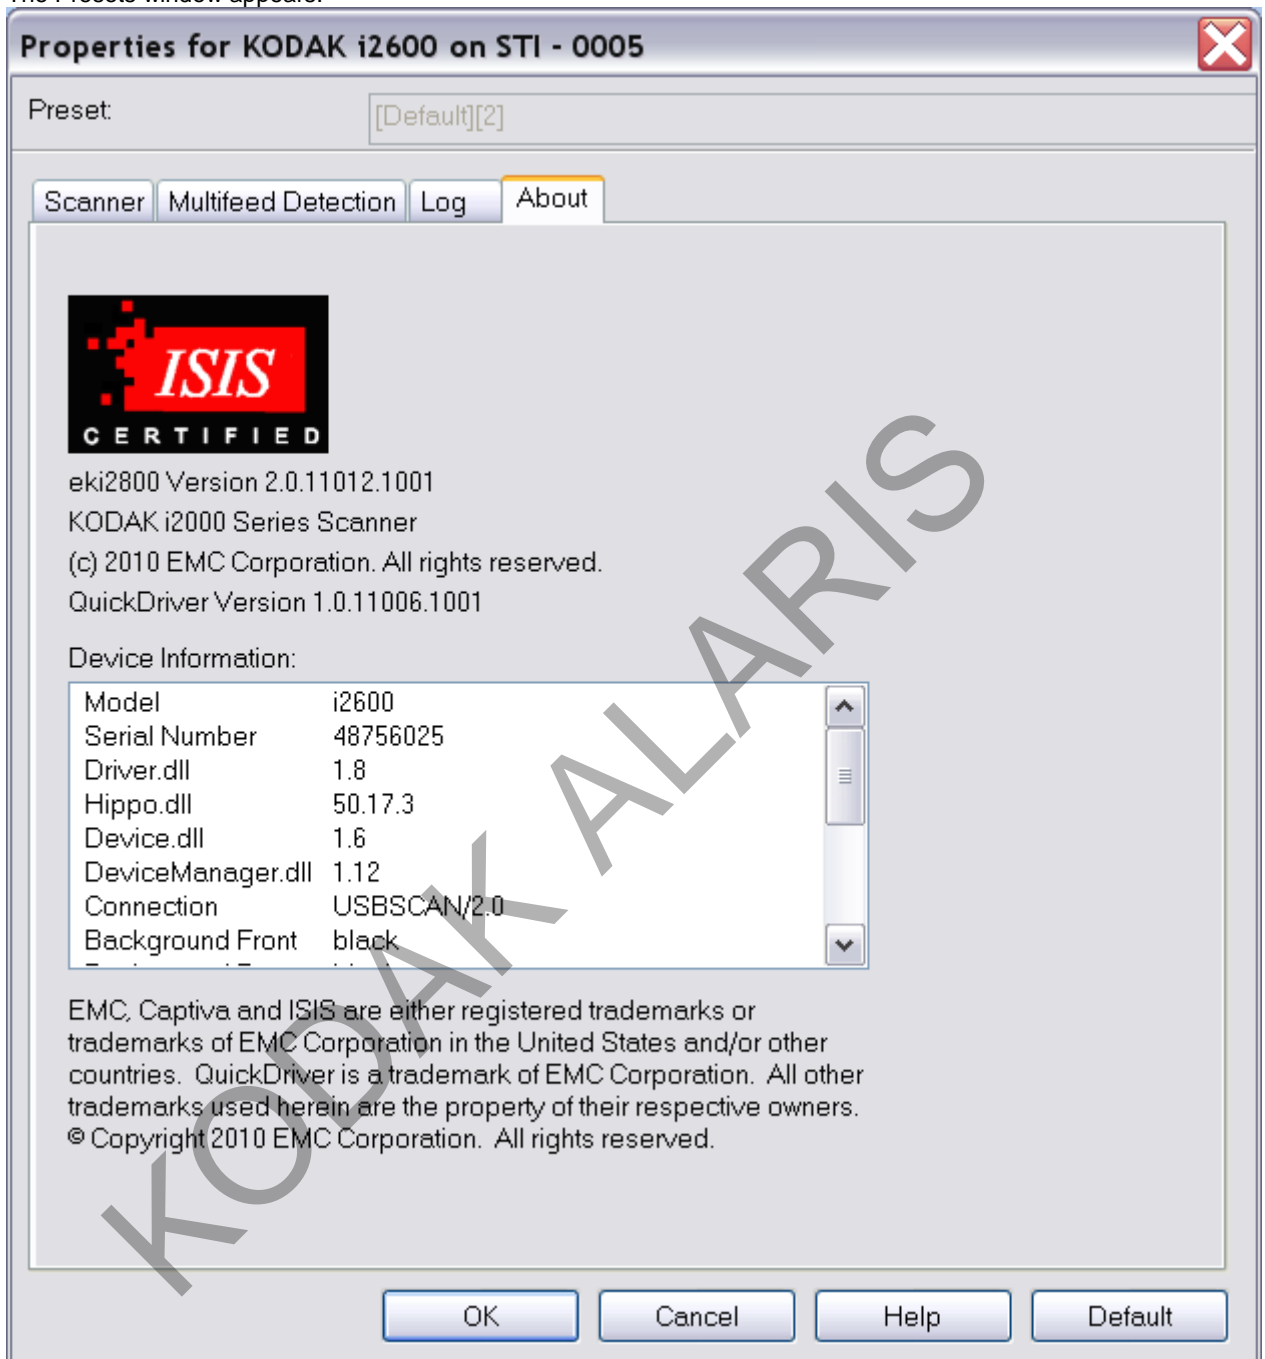 The Presets window appears.
Properties for KODAK i2600 on STI - 0005
Preset:
[Default][2]
Scanner
Multifeed Detection
Log
About
ISIS
CERTIFIED
eki2800 Version 2.0.11012.1001
KODAK i2000 Series Scanner
(c) 2010 EMC Corporation. All rights reserved.
QuickDriver Version 1.0.11006.1001
Device Information:
Model i2600
Serial Number 48756025
Driver.dll 1.8
Hippo.dll 50.17.3
Device.dll 1.6
DeviceManager.dll 1.12
Connection USBSCAN/2.0
Background Front black
EMC, Captiva and ISIS are either registered trademarks or
trademarks of EMC Corporation in the United States and/or other
countries. QuickDriver is a trademark of EMC Corporation. All other
trademarks used herein are the property of their respective owners.
© Copyright 2010 EMC Corporation. All rights reserved.
KODAK ALARIS
OK
Cancel
Help
Default